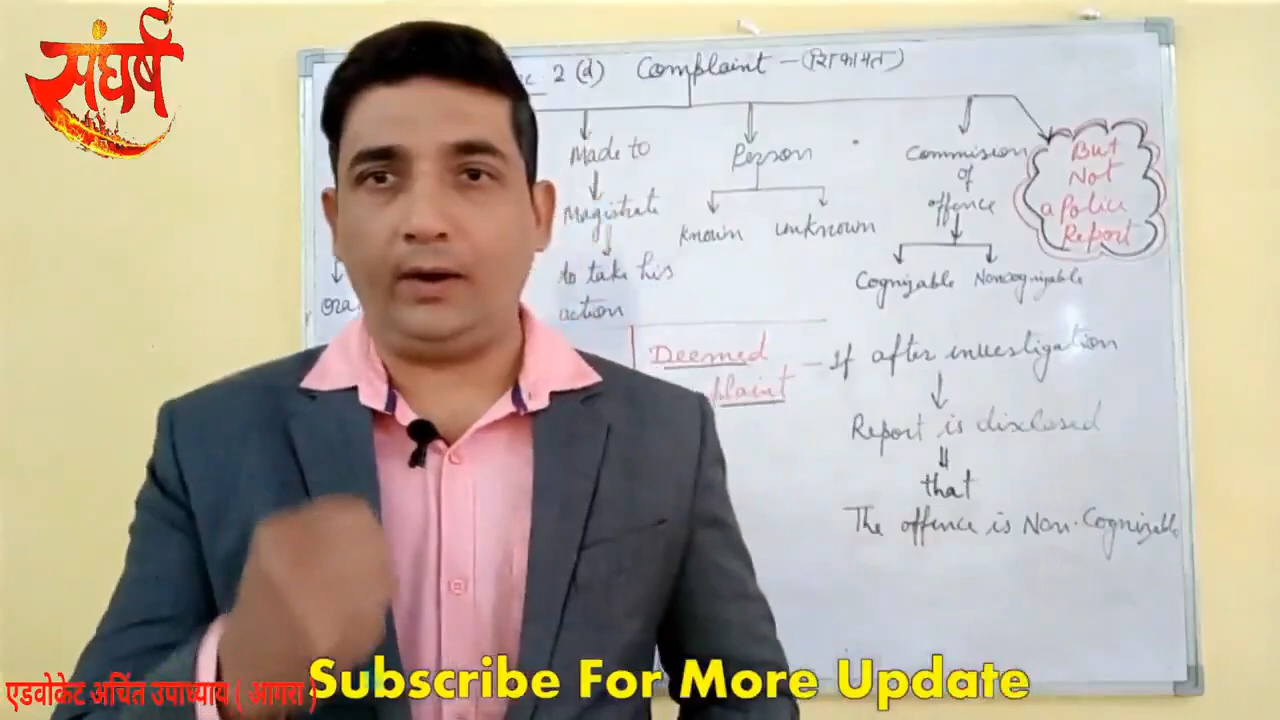 संघर्ष
2 (d) Complaint - (शिकायत)
Made to
Magistrate
to take his
action
Person
known unknown
Commision
of
offence
Cognizable Noncognizable
But
Not
a Police
Report
Deemed
- If after investigation
Report is disclosed
that
The offence is Non-Cognizable
Subscribe For More Update
एडवोकेट अचिंत उपाध्याय ( आगरा )